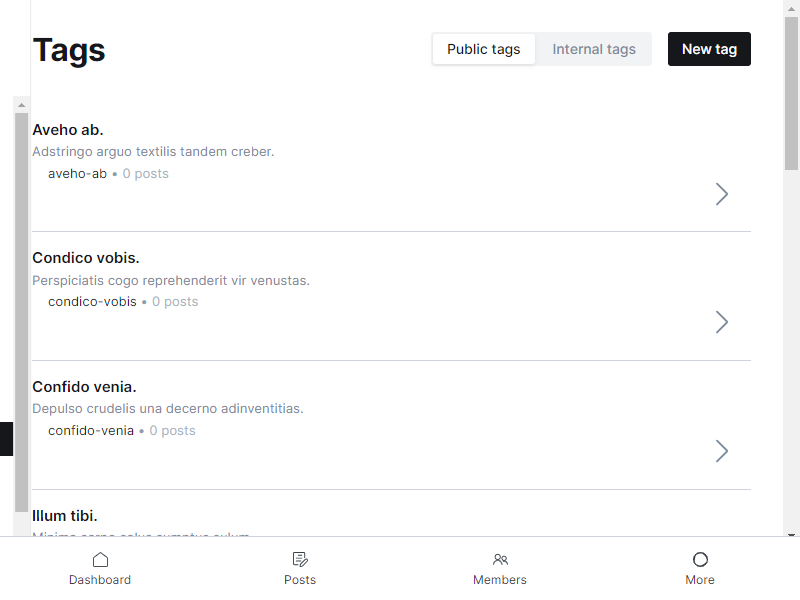 Tags
Public tags
Internal tags
New tag
Aveho ab.
Adstringo arguo textilis tandem creber.
aveho-ab • 0 posts
Condico vobis.
Perspiciatis cogo reprehenderit vir venustas.
condico-vobis • 0 posts
Confido venia.
Depulso crudelis una decerno adinventitias.
confido-venia • 0 posts
Illum tibi.
Dashboard
Posts
Members
More